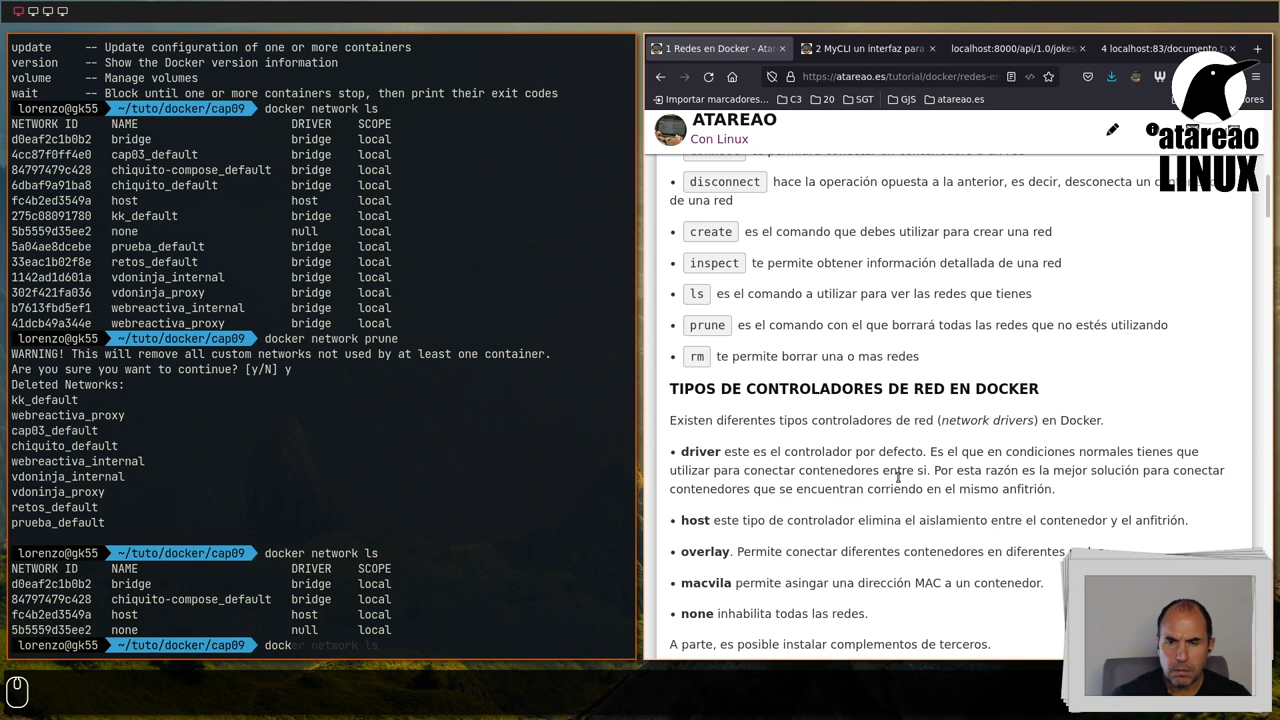 update     -- Update configuration of one or more containers
version    -- Show the Docker version information
volume     -- Manage volumes
wait       -- Block until one or more containers stop, then print their exit codes
lorenzo@gk55 ~/tuto/docker/cap09 docker network ls
NETWORK ID   NAME                       DRIVER    SCOPE
d0eaf2c1b0b2   bridge                     bridge    local
4cc87f0ff4e0   cap03_default              bridge    local
84797479c428   chiquito-compose_default   bridge    local
6dbaf9a91ba8   chiquito_default           bridge    local
fc4b2ed3549a   host                       host      local
275c08091780   kk_default                 bridge    local
5b5559d35ee2   none                       null      local
5a04ae8dcebe   prueba_default             bridge    local
33eac1b02f8e   retos_default              bridge    local
1142ad1d601a   vdoninja_internal          bridge    local
302f421fa036   vdoninja_proxy             bridge    local
b7613fbd5ef1   webreactiva_internal       bridge    local
41dcb49a344e   webreactiva_proxy          bridge    local
lorenzo@gk55 ~/tuto/docker/cap09 docker network prune
WARNING! This will remove all custom networks not used by at least one container.
Are you sure you want to continue? [y/N] y
Deleted Networks:
kk_default
webreactiva_proxy
cap03_default
chiquito_default
webreactiva_internal
vdoninja_internal
vdoninja_proxy
retos_default
prueba_default
lorenzo@gk55 ~/tuto/docker/cap09 docker network ls
NETWORK ID   NAME                       DRIVER    SCOPE
d0eaf2c1b0b2   bridge                     bridge    local
84797479c428   chiquito-compose_default   bridge    local
fc4b2ed3549a   host                       host      local
5b5559d35ee2   none                       null      local
lorenzo@gk55 ~/tuto/docker/cap09 docker network ls
1 Redes en Docker - Atar
2 MyCLI un interfaz para
localhost:8000/api/1.0/jokes
4 localhost:83/documento.t
https://atareao.es/tutorial/docker/redes-en
Importar marcadores... C3 20 SGT GJS atareao.es
ATAREAO
Con Linux
atareao
LINUX
• disconnect hace la operación opuesta a la anterior, es decir, desconecta un
de una red
• create es el comando que debes utilizar para crear una red
• inspect te permite obtener información detallada de una red
• ls es el comando a utilizar para ver las redes que tienes
• prune es el comando con el que borrará todas las redes que no estés utilizando
• rm te permite borrar una o mas redes
TIPOS DE CONTROLADORES DE RED EN DOCKER
Existen diferentes tipos controladores de red (network drivers) en Docker.
• driver este es el controlador por defecto. Es el que en condiciones normales tienes que
utilizar para conectar contenedores entre si. Por esta razón es la mejor solución para conectar
contenedores que se encuentran corriendo en el mismo anfitrión.
• host este tipo de controlador elimina el aislamiento entre el contenedor y el anfitrión.
• overlay. Permite conectar diferentes contenedores en diferentes
• macvila permite asingar una dirección MAC a un contenedor.
• none inhabilita todas las redes.
A parte, es posible instalar complementos de terceros.